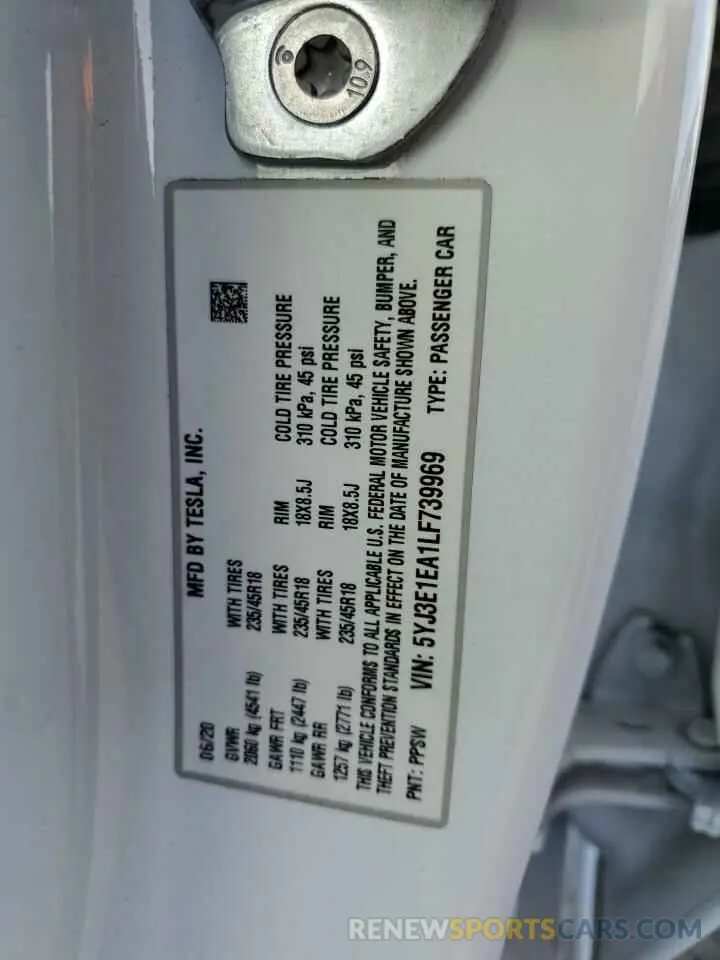 10.9
MFD BY TESLA, INC.
06/20
GVWR WITH TIRES
2060 kg (4541 lb) 235/45R18
GAWR FRT WITH TIRES RIM COLD TIRE PRESSURE
1110 kg (2447 lb) 235/45R18 18X8.5J 310 kPa, 45 psi
GAWR RR WITH TIRES RIM COLD TIRE PRESSURE
1257 kg (2771 lb) 235/45R18 18X8.5J 310 kPa, 45 psi
THIS VEHICLE CONFORMS TO ALL APPLICABLE U.S. FEDERAL MOTOR VEHICLE SAFETY, BUMPER, AND
THEFT PREVENTION STANDARDS IN EFFECT ON THE DATE OF MANUFACTURE SHOWN ABOVE.
PNT: PPSW VIN: 5YJ3E1EA1LF739969 TYPE: PASSENGER CAR
RENEWSPORTSCARS.COM